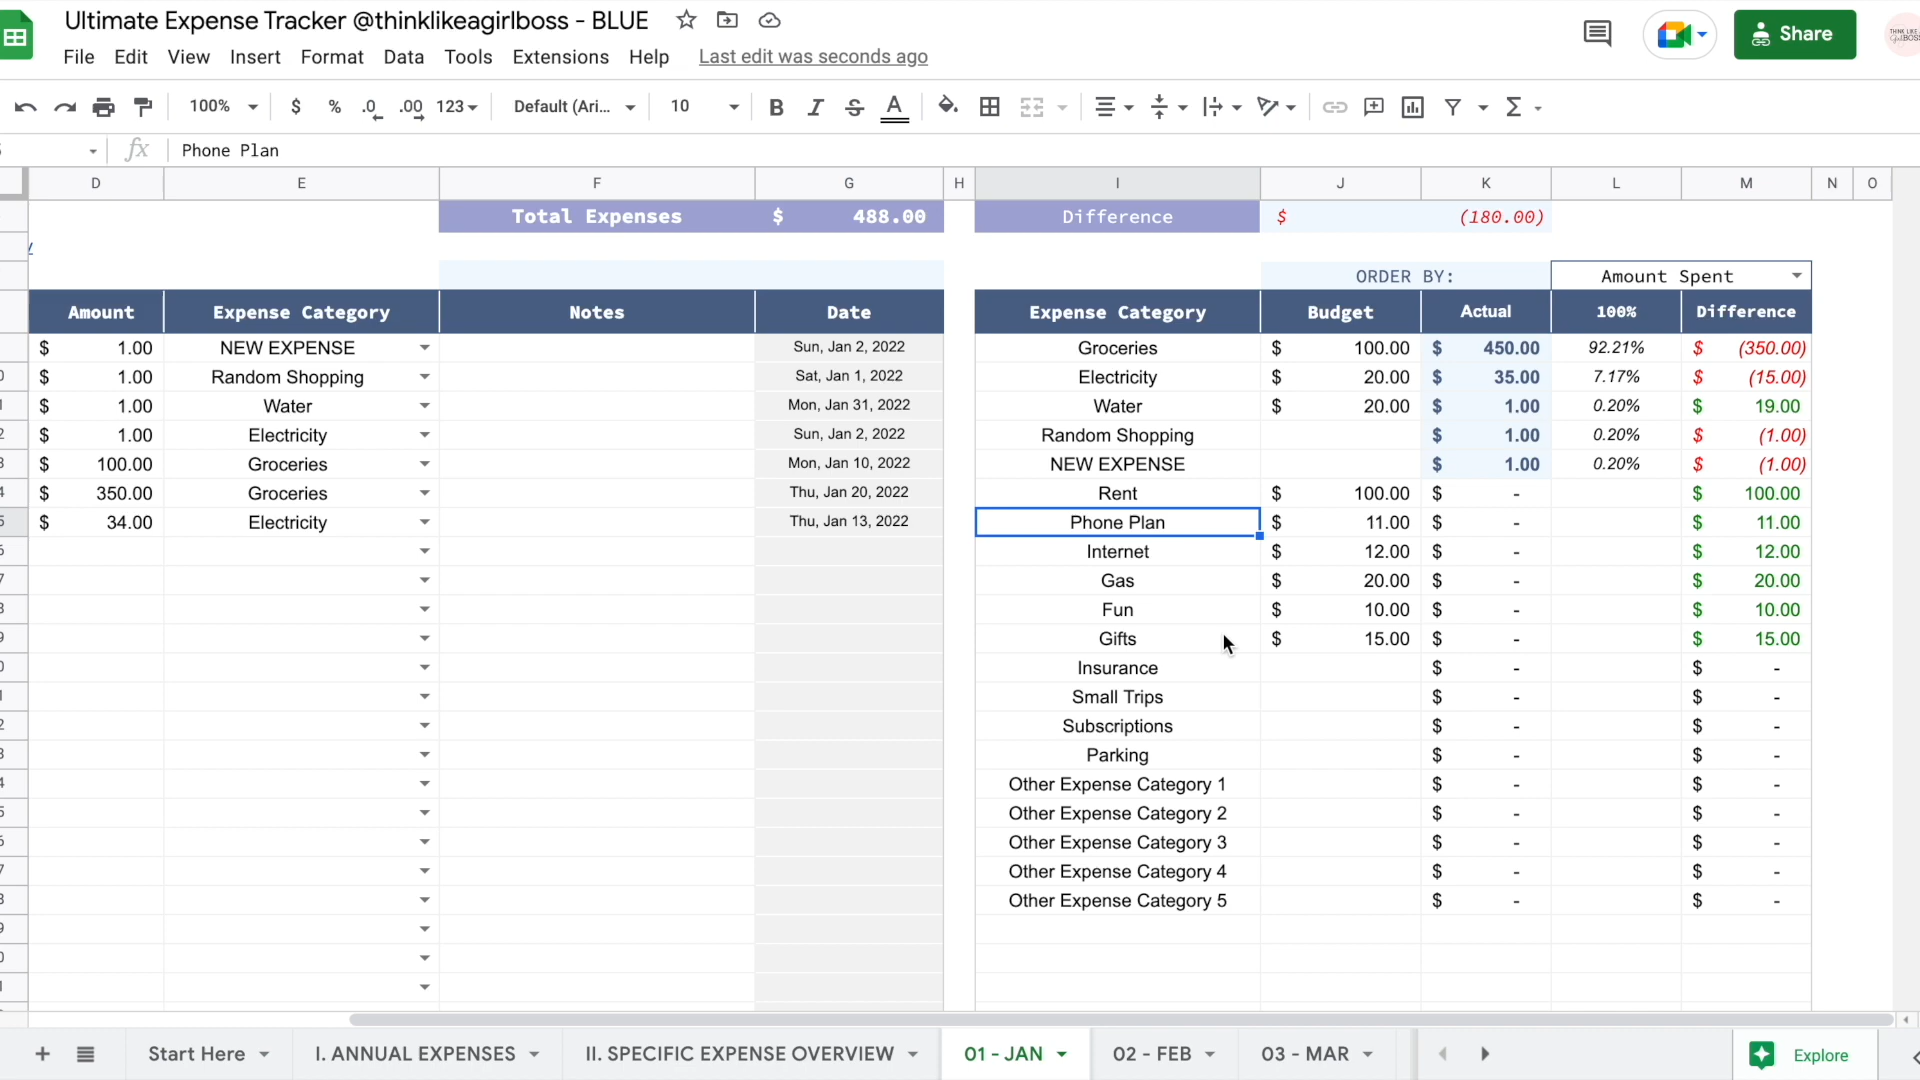 Ultimate Expense Tracker @thinklikeagirlboss - BLUE
Share
File Edit View Insert Format Data Tools Extensions Help Last edit was seconds ago
100% $ % .0 .00 123 Default (Ari... 10 B I S A Σ
fx Phone Plan
D E F G H I J K L M N O
Total Expenses $ 488.00 Difference $ (180.00)
ORDER BY: Amount Spent
Amount Expense Category Notes Date Expense Category Budget Actual 100% Difference
$ 1.00 NEW EXPENSE Sun, Jan 2, 2022 Groceries $ 100.00 $ 450.00 92.21% $ (350.00)
$ 1.00 Random Shopping Sat, Jan 1, 2022 Electricity $ 20.00 $ 35.00 7.17% $ (15.00)
$ 1.00 Water Mon, Jan 31, 2022 Water $ 20.00 $ 1.00 0.20% $ 19.00
$ 1.00 Electricity Sun, Jan 2, 2022 Random Shopping $ 1.00 0.20% $ (1.00)
$ 100.00 Groceries Mon, Jan 10, 2022 NEW EXPENSE $ 1.00 0.20% $ (1.00)
$ 350.00 Groceries Thu, Jan 20, 2022 Rent $ 100.00 $ - $ 100.00
$ 34.00 Electricity Thu, Jan 13, 2022 Phone Plan $ 11.00 $ - $ 11.00
Internet $ 12.00 $ - $ 12.00
Gas $ 20.00 $ - $ 20.00
Fun $ 10.00 $ - $ 10.00
Gifts $ 15.00 $ - $ 15.00
Insurance $ - $ -
Small Trips $ - $ -
Subscriptions $ - $ -
Parking $ - $ -
Other Expense Category 1 $ - $ -
Other Expense Category 2 $ - $ -
Other Expense Category 3 $ - $ -
Other Expense Category 4 $ - $ -
Other Expense Category 5 $ - $ -
+ Start Here I. ANNUAL EXPENSES II. SPECIFIC EXPENSE OVERVIEW 01 - JAN 02 - FEB 03 - MAR Explore